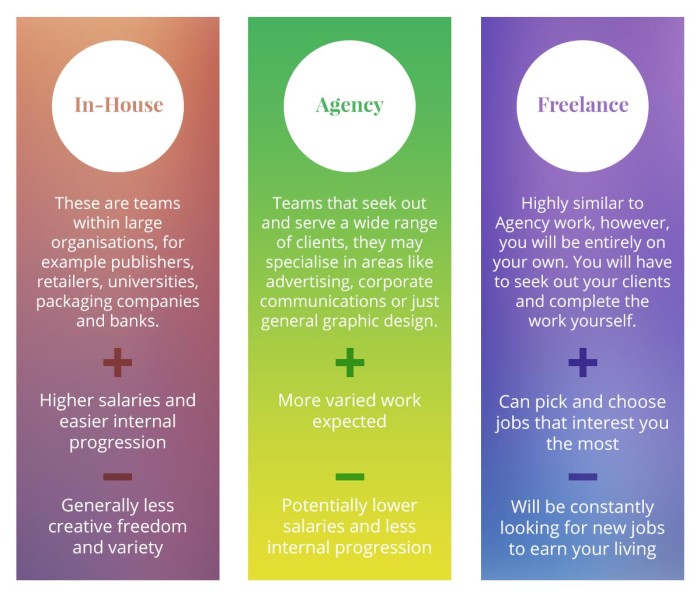 In-House
These are teams
within large
organisations, for
example publishers,
retailers, universities,
packaging companies
and banks.
+
Higher salaries and
easier internal
progression
−
Generally less
creative freedom
and variety
Agency
Teams that seek out
and serve a wide range
of clients, they may
specialise in areas like
advertising, corporate
communications or just
general graphic design.
+
More varied work
expected
−
Potentially lower
salaries and less
internal progression
Freelance
Highly similar to
Agency work, however,
you will be entirely on
your own. You will have
to seek out your clients
and complete the
work yourself.
+
Can pick and choose
jobs that interest you
the most
−
Will be constantly
looking for new jobs
to earn your living